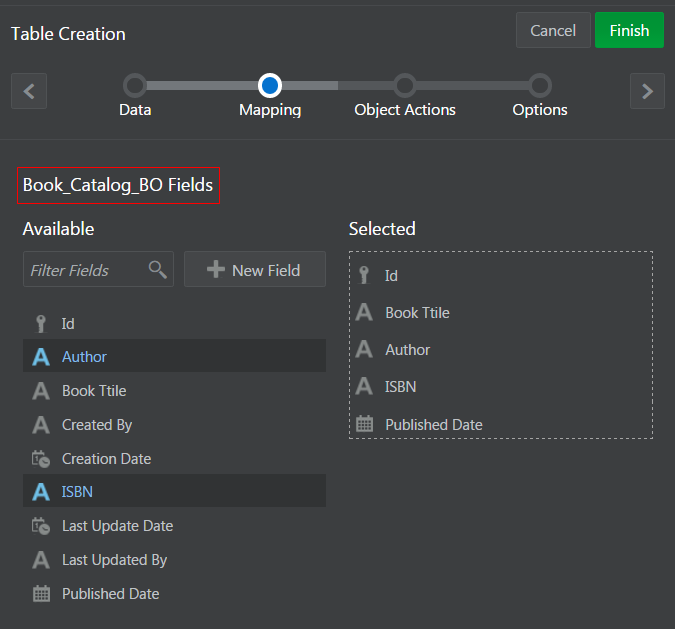 Table Creation
Cancel
Finish
Data
Mapping
Object Actions
Options
Book_Catalog_BO Fields
Available
Selected
Filter Fields
New Field
Id
Author
Book Ttile
Created By
Creation Date
ISBN
Last Update Date
Last Updated By
Published Date
Id
Book Ttile
Author
ISBN
Published Date